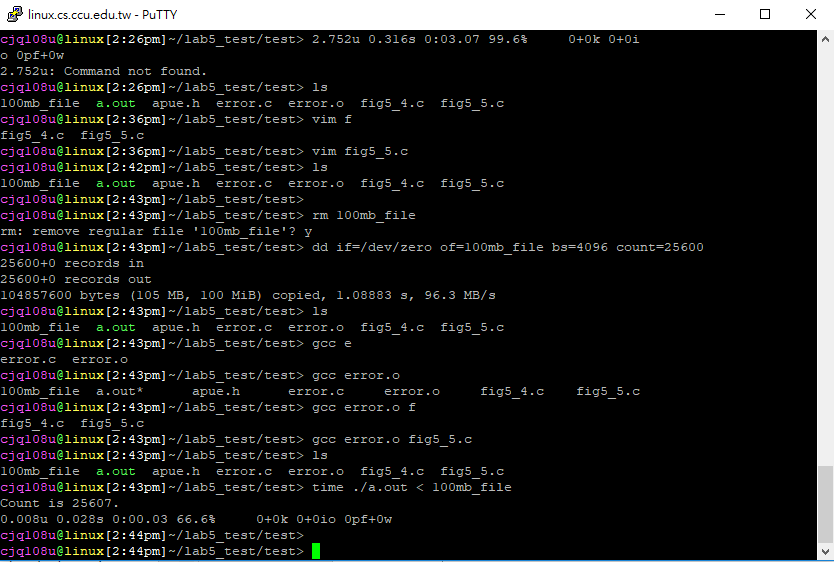 linux.cs.ccu.edu.tw - PuTTY
cjq108u@linux[2:26pm]~/lab5_test/test> 2.752u 0.316s 0:03.07 99.6%     0+0k 0+0i
o 0pf+0w
2.752u: Command not found.
cjq108u@linux[2:26pm]~/lab5_test/test> ls
100mb_file  a.out  apue.h  error.c  error.o  fig5_4.c  fig5_5.c
cjq108u@linux[2:36pm]~/lab5_test/test> vim f
fig5_4.c  fig5_5.c
cjq108u@linux[2:36pm]~/lab5_test/test> vim fig5_5.c
cjq108u@linux[2:42pm]~/lab5_test/test> ls
100mb_file  a.out  apue.h  error.c  error.o  fig5_4.c  fig5_5.c
cjq108u@linux[2:43pm]~/lab5_test/test>
cjq108u@linux[2:43pm]~/lab5_test/test> rm 100mb_file
rm: remove regular file '100mb_file'? y
cjq108u@linux[2:43pm]~/lab5_test/test> dd if=/dev/zero of=100mb_file bs=4096 count=25600
25600+0 records in
25600+0 records out
104857600 bytes (105 MB, 100 MiB) copied, 1.08883 s, 96.3 MB/s
cjq108u@linux[2:43pm]~/lab5_test/test> ls
100mb_file  a.out  apue.h  error.c  error.o  fig5_4.c  fig5_5.c
cjq108u@linux[2:43pm]~/lab5_test/test> gcc e
error.c  error.o
cjq108u@linux[2:43pm]~/lab5_test/test> gcc error.o
100mb_file  a.out*      apue.h      error.c     error.o     fig5_4.c    fig5_5.c
cjq108u@linux[2:43pm]~/lab5_test/test> gcc error.o f
fig5_4.c  fig5_5.c
cjq108u@linux[2:43pm]~/lab5_test/test> gcc error.o fig5_5.c
cjq108u@linux[2:43pm]~/lab5_test/test> ls
100mb_file  a.out  apue.h  error.c  error.o  fig5_4.c  fig5_5.c
cjq108u@linux[2:43pm]~/lab5_test/test> time ./a.out < 100mb_file
Count is 25607.
0.008u 0.028s 0:00.03 66.6%     0+0k 0+0io 0pf+0w
cjq108u@linux[2:44pm]~/lab5_test/test>
cjq108u@linux[2:44pm]~/lab5_test/test>